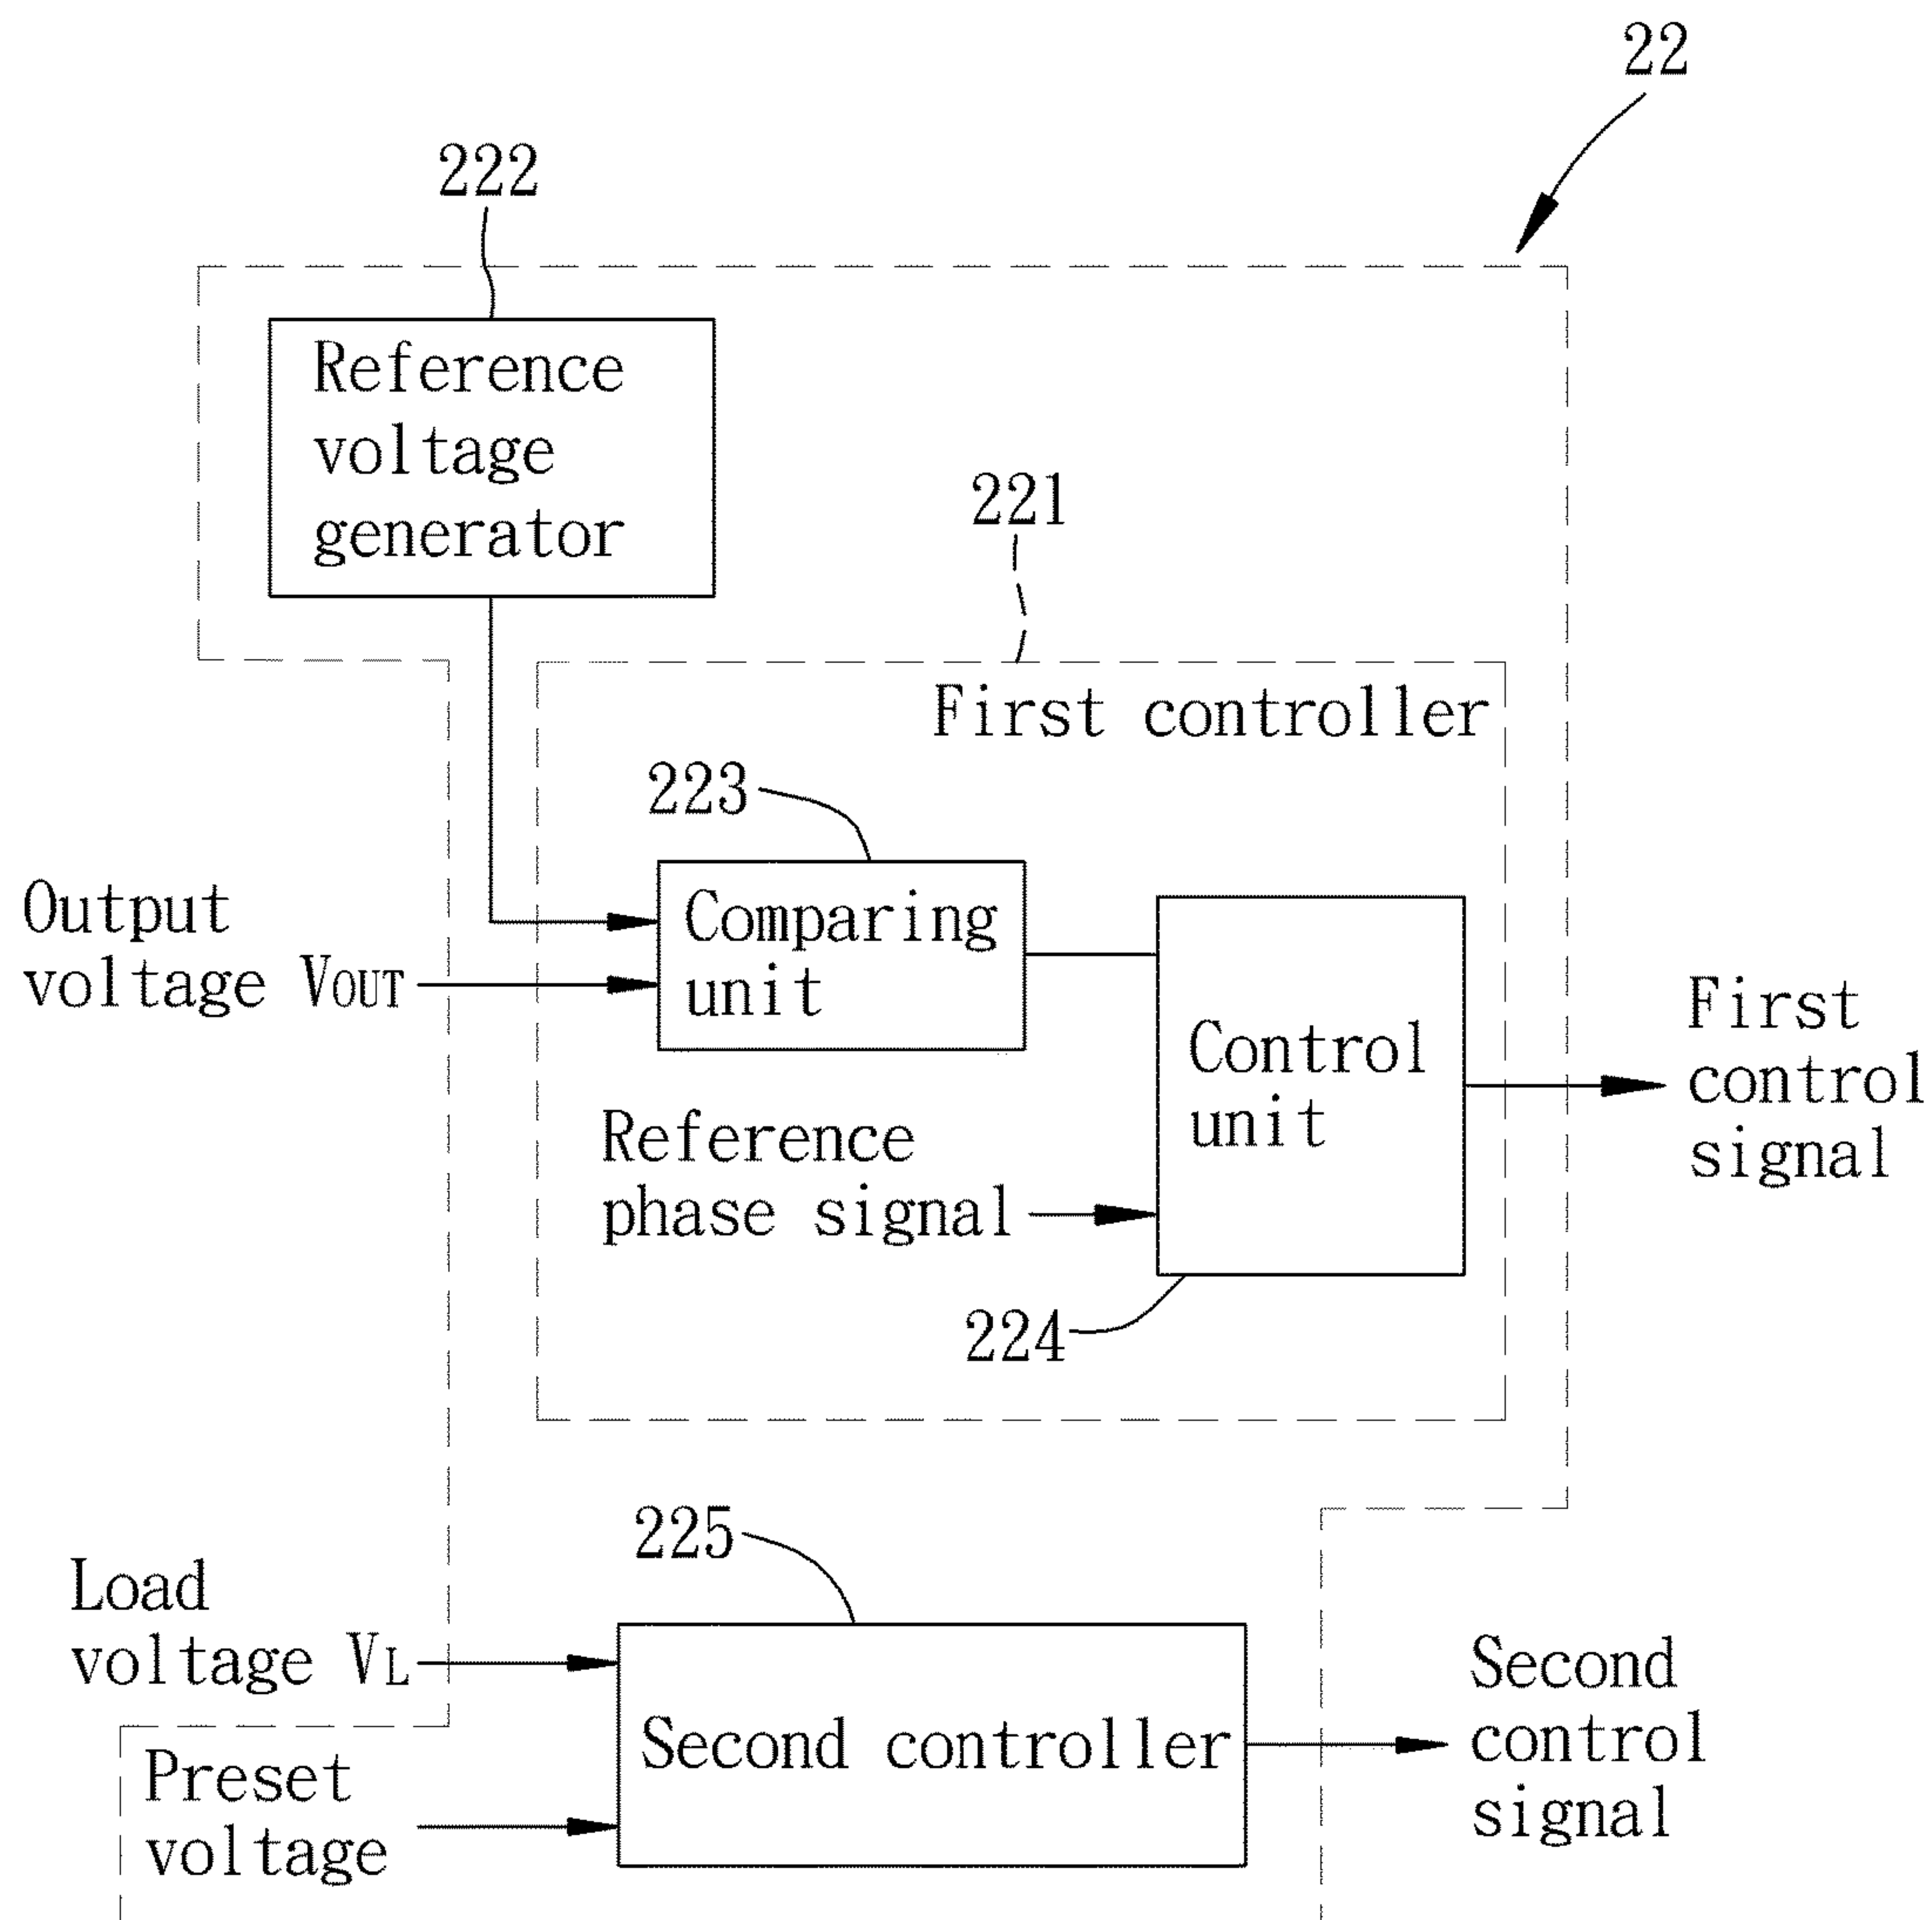 22
222
Reference
voltage
generator
221
First controller
223
Comparing
unit
Output
voltage VOUT
Control
unit
First
control
signal
Reference
phase signal
224
225
Load
voltage VL
Second controller
Preset
voltage
Second
control
signal